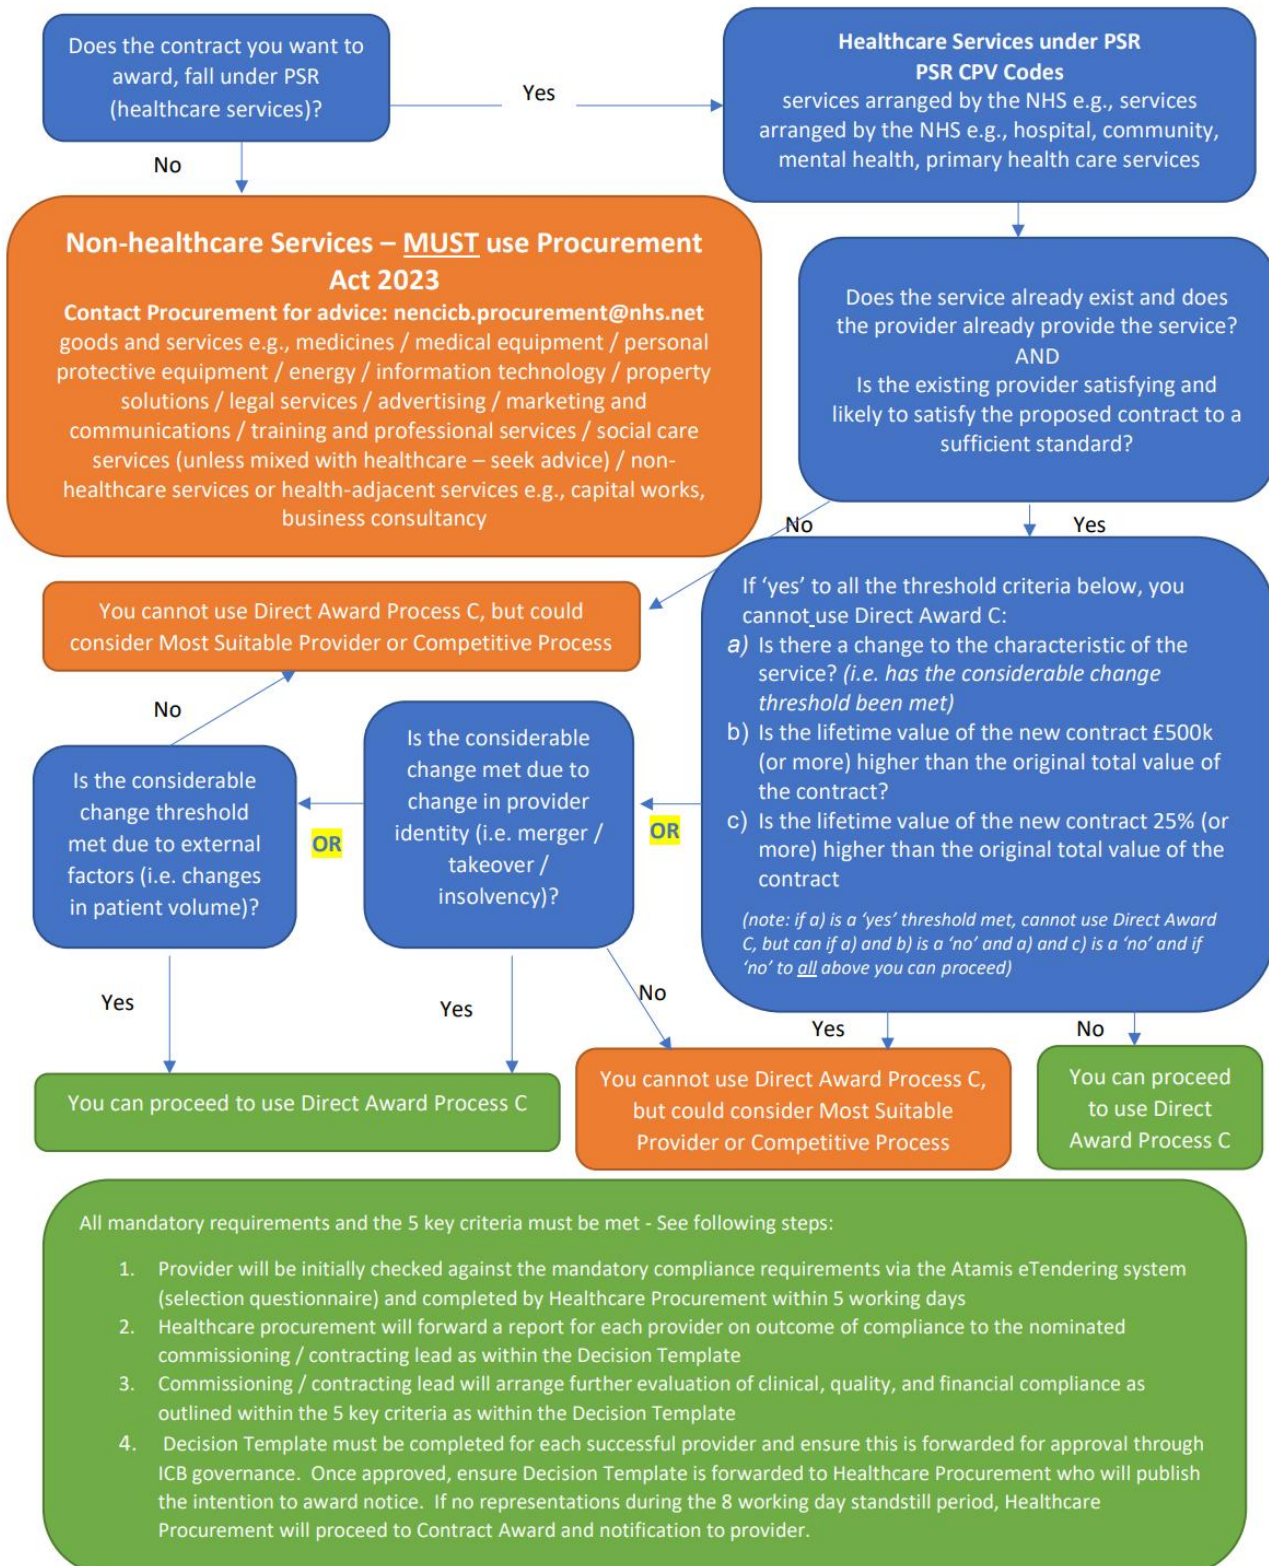 Does the contract you want to
award, fall under PSR
(healthcare services)?
Yes
Healthcare Services under PSR
PSR CPV Codes
services arranged by the NHS e.g., services
arranged by the NHS e.g., hospital, community,
mental health, primary health care services
No
Non-healthcare Services – MUST use Procurement
Act 2023
Contact Procurement for advice: nencicb.procurement@nhs.net
goods and services e.g., medicines / medical equipment / personal
protective equipment / energy / information technology / property
solutions / legal services / advertising / marketing and
communications / training and professional services / social care
services (unless mixed with healthcare – seek advice) / non-
healthcare services or health-adjacent services e.g., capital works,
business consultancy
Does the service already exist and does
the provider already provide the service?
AND
Is the existing provider satisfying and
likely to satisfy the proposed contract to a
sufficient standard?
No
Yes
You cannot use Direct Award Process C, but could
consider Most Suitable Provider or Competitive Process
If ‘yes’ to all the threshold criteria below, you
cannot use Direct Award C:
a) Is there a change to the characteristic of the
service? (i.e. has the considerable change
threshold been met)
b) Is the lifetime value of the new contract £500k
(or more) higher than the original total value of
the contract?
c) Is the lifetime value of the new contract 25% (or
more) higher than the original total value of the
contract
(note: if a) is a ‘yes’ threshold met, cannot use Direct Award
C, but can if a) and b) is a ‘no’ and a) and c) is a ‘no’ and if
‘no’ to all above you can proceed)
OR
Is the considerable
change met due to
change in provider
identity (i.e. merger /
takeover /
insolvency)?
OR
No
Is the considerable
change threshold
met due to external
factors (i.e. changes
in patient volume)?
Yes
Yes
No
Yes
No
You can proceed to use Direct Award Process C
You cannot use Direct Award Process C,
but could consider Most Suitable
Provider or Competitive Process
You can proceed
to use Direct
Award Process C
All mandatory requirements and the 5 key criteria must be met - See following steps:
1. Provider will be initially checked against the mandatory compliance requirements via the Atamis eTendering system
(selection questionnaire) and completed by Healthcare Procurement within 5 working days
2. Healthcare procurement will forward a report for each provider on outcome of compliance to the nominated
commissioning / contracting lead as within the Decision Template
3. Commissioning / contracting lead will arrange further evaluation of clinical, quality, and financial compliance as
outlined within the 5 key criteria as within the Decision Template
4. Decision Template must be completed for each successful provider and ensure this is forwarded for approval through
ICB governance. Once approved, ensure Decision Template is forwarded to Healthcare Procurement who will publish
the intention to award notice. If no representations during the 8 working day standstill period, Healthcare
Procurement will proceed to Contract Award and notification to provider.